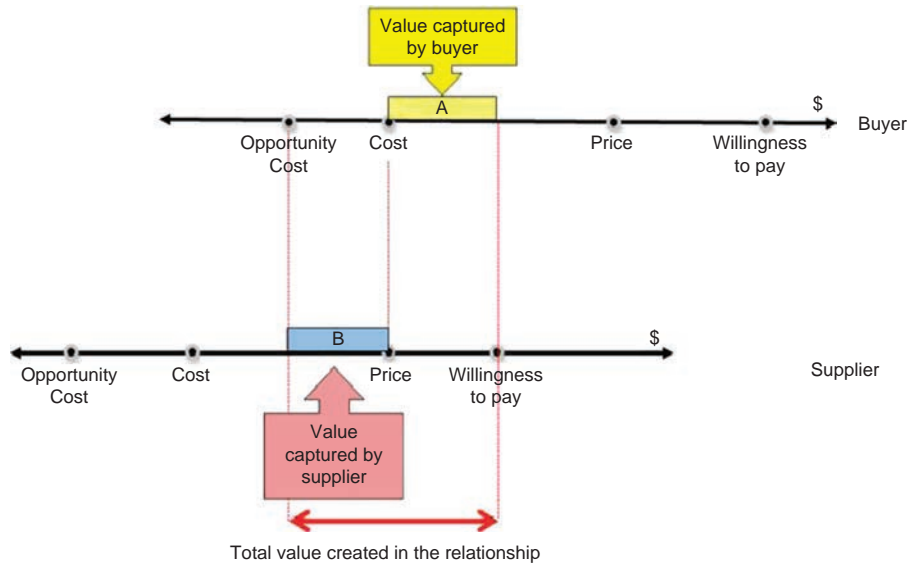 Value captured
by buyer
A
$
Buyer
Opportunity
Cost
Cost
Price
Willingness
to pay
B
$
Opportunity
Cost
Cost
Price
Willingness
to pay
Supplier
Value
captured by
supplier
Total value created in the relationship